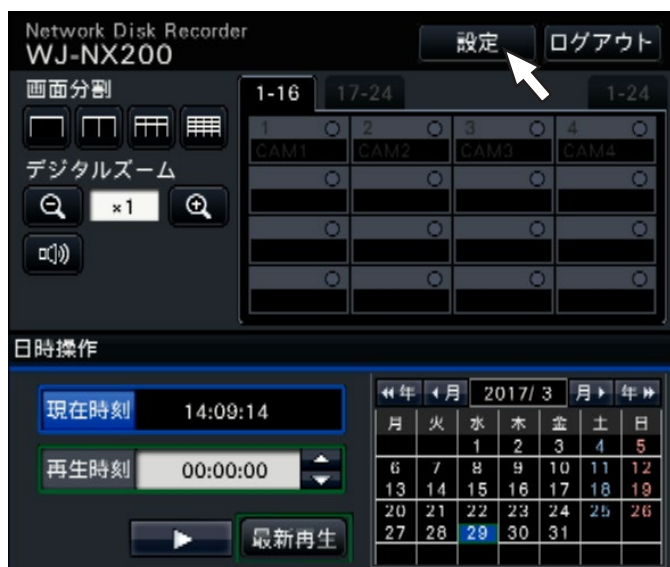 Network Disk Recorder
WJ-NX200
設定
ログアウト
画面分割
1-16
17-24
1-24
1
2
3
4
CAM1
CAM2
CAM3
CAM4
デジタルズーム
×1
日時操作
現在時刻
14:09:14
再生時刻
00:00:00
最新再生
年
月
2017/ 3
月
年
月 火 水 木 金 土 日
1 2 3 4 5
6 7 8 9 10 11 12
13 14 15 16 17 18 19
20 21 22 23 24 25 26
27 28 29 30 31